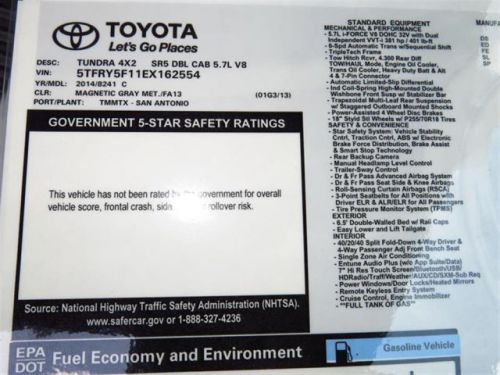 TOYOTA
Let's Go Places
DESC: TUNDRA 4X2 SR5 DBL CAB 5.7L V8
VIN: 5TFRY5F11EX162554
YR/MDL: 2014/8241 C
CLR: MAGNETIC GRAY MET./FA13 (01G3/13)
PORT/PLANT: TMMTX - SAN ANTONIO
GOVERNMENT 5-STAR SAFETY RATINGS
This vehicle has not been rated by the government for overall
vehicle score, frontal crash, side rollover risk.
Source: National Highway Traffic Safety Administration (NHTSA).
www.safercar.gov or 1-888-327-4236
EPA
DOT
Fuel Economy and Environment
Gasoline Vehicle
STANDARD EQUIPMENT
MECHANICAL & PERFORMANCE
- 5.7L i-FORCE V8 DOHC 32V with Dual
Independent VVT-i 381 hp / 401 lb-ft
- 6-Spd Automatic Trans w/Sequential Shift
- TripleTech Frame
- Tow Hitch Rcvr, 4.300 Rear Diff
- TOW/HAUL Mode, Engine Oil Cooler,
Trans Oil Cooler, Heavy Duty Batt & Alt
4 & 7-Pin Connector
- Automatic Limited-Slip Differential
- Ind Coil-Spring High-Mounted Double
Wishbone Front Susp w/ Stabilizer Bar
- Trapezoidal Multi-Leaf Rear Suspension
w/ Staggered Outboard Mounted Shocks
- Power-Assisted 4 Wheel Disc Brakes
- 18" Styled Stl Wheels w/ P255/70R18 Tires
SAFETY & CONVENIENCE
- Star Safety System: Vehicle Stability
Cntrl, Traction Cntrl, ABS w/ Electronic
Brake Force Distribution, Brake Assist
& Smart Stop Technology
- Rear Backup Camera
- Manual Headlamp Level Control
- Trailer-Sway Control
- Dr & Fr Pass Advanced Airbag System
- Dr & Fr Pass Seat Side & Knee Airbags
- Roll-Sensing Curtain Airbags (RSCA)
- 3-Point Seatbelts for All Positions with
Driver ELR & ALR/ELR for All Passengers
- Tire Pressure Monitor System (TPMS)
EXTERIOR
- 6.5' Double-Walled Bed w/ Rail Caps
- Easy Lower and Lift Tailgate
INTERIOR
- 40/20/40 Split Fold-Down 4-Way Driver &
4-Way Passenger Adj Front Bench Seat
- Single Zone Air Conditioning
- Entune Audio Plus (w/o App Suite/Data)
7" Hi Res Touch Screen/Bluetooth/USB/
HDRadio/Traf/Weather/AUX/CD/SXM-Sub Req
- Power Windows/Door Locks/Heated Mirrors
- Remote Keyless Entry System
- Cruise Control, Engine Immobilizer
- **FULL TANK OF GAS**